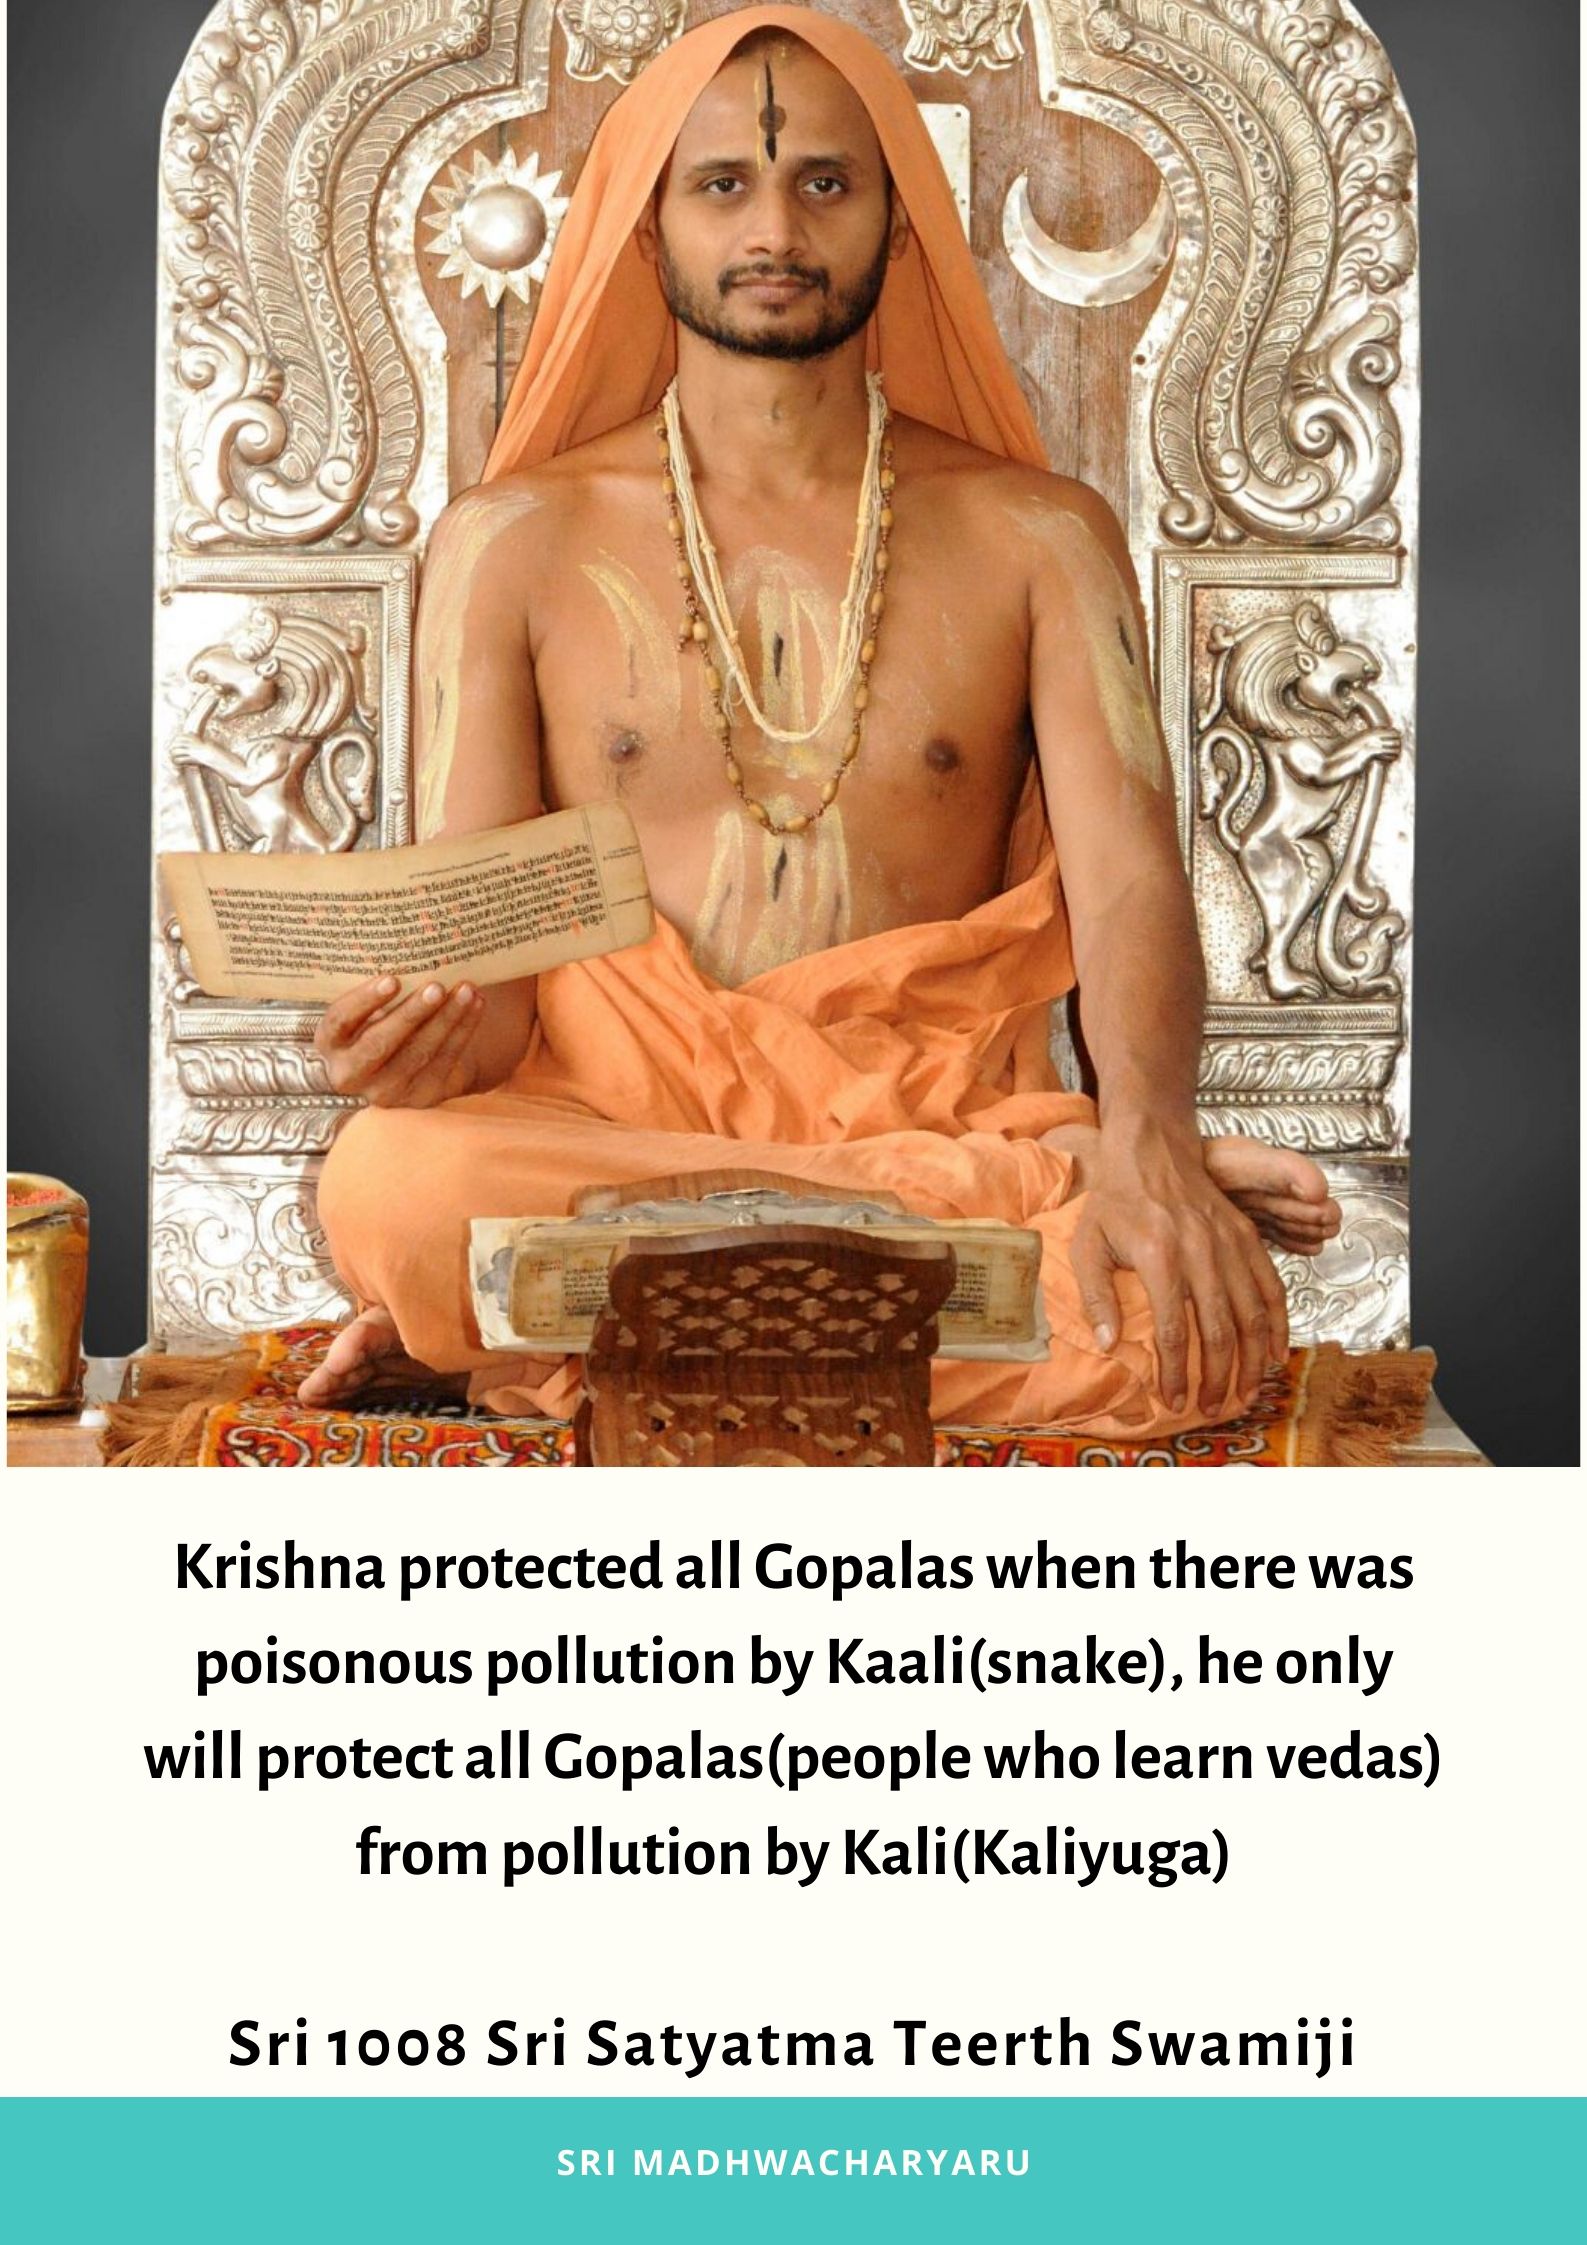 Krishna protected all Gopalas when there was
poisonous pollution by Kaali(snake), he only
will protect all Gopalas(people who learn vedas)
from pollution by Kali(Kaliyuga)
Sri 1008 Sri Satyatma Teerth Swamiji
SRI MADHWACHARYARU